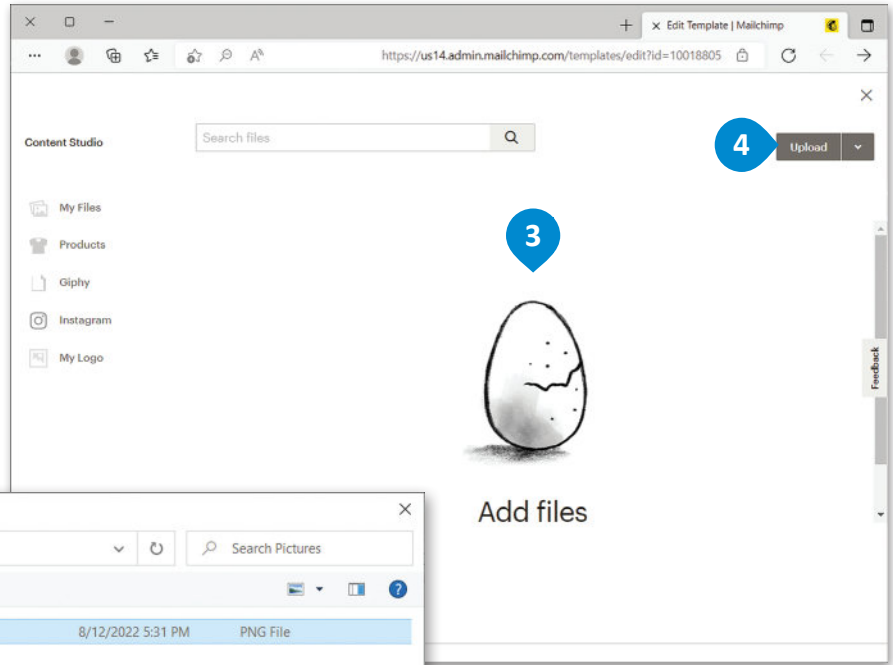 Edit Template | Mailchimp
https://us14.admin.mailchimp.com/templates/edit?id=10018805
Content Studio
Search files
4
Upload
My Files
3
Products
Giphy
Instagram
My Logo
Feedback
Add files
Search Pictures
8/12/2022 5:31 PM PNG File